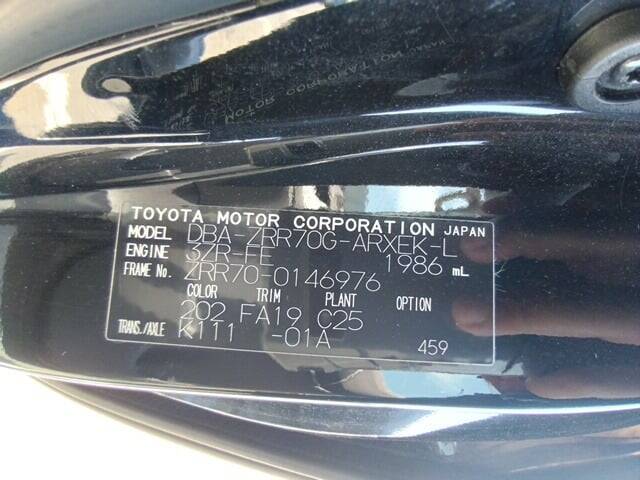 TOYOTA MOTOR CORPORATION JAPAN
MODEL DBA-ZRR70G-ARXEK-L
ENGINE 3ZR-FE 1986 mL
FRAME No. ZRR70-0146976
COLOR TRIM PLANT OPTION
202 FA19 C25
TRANS./AXLE K111 -01A
459